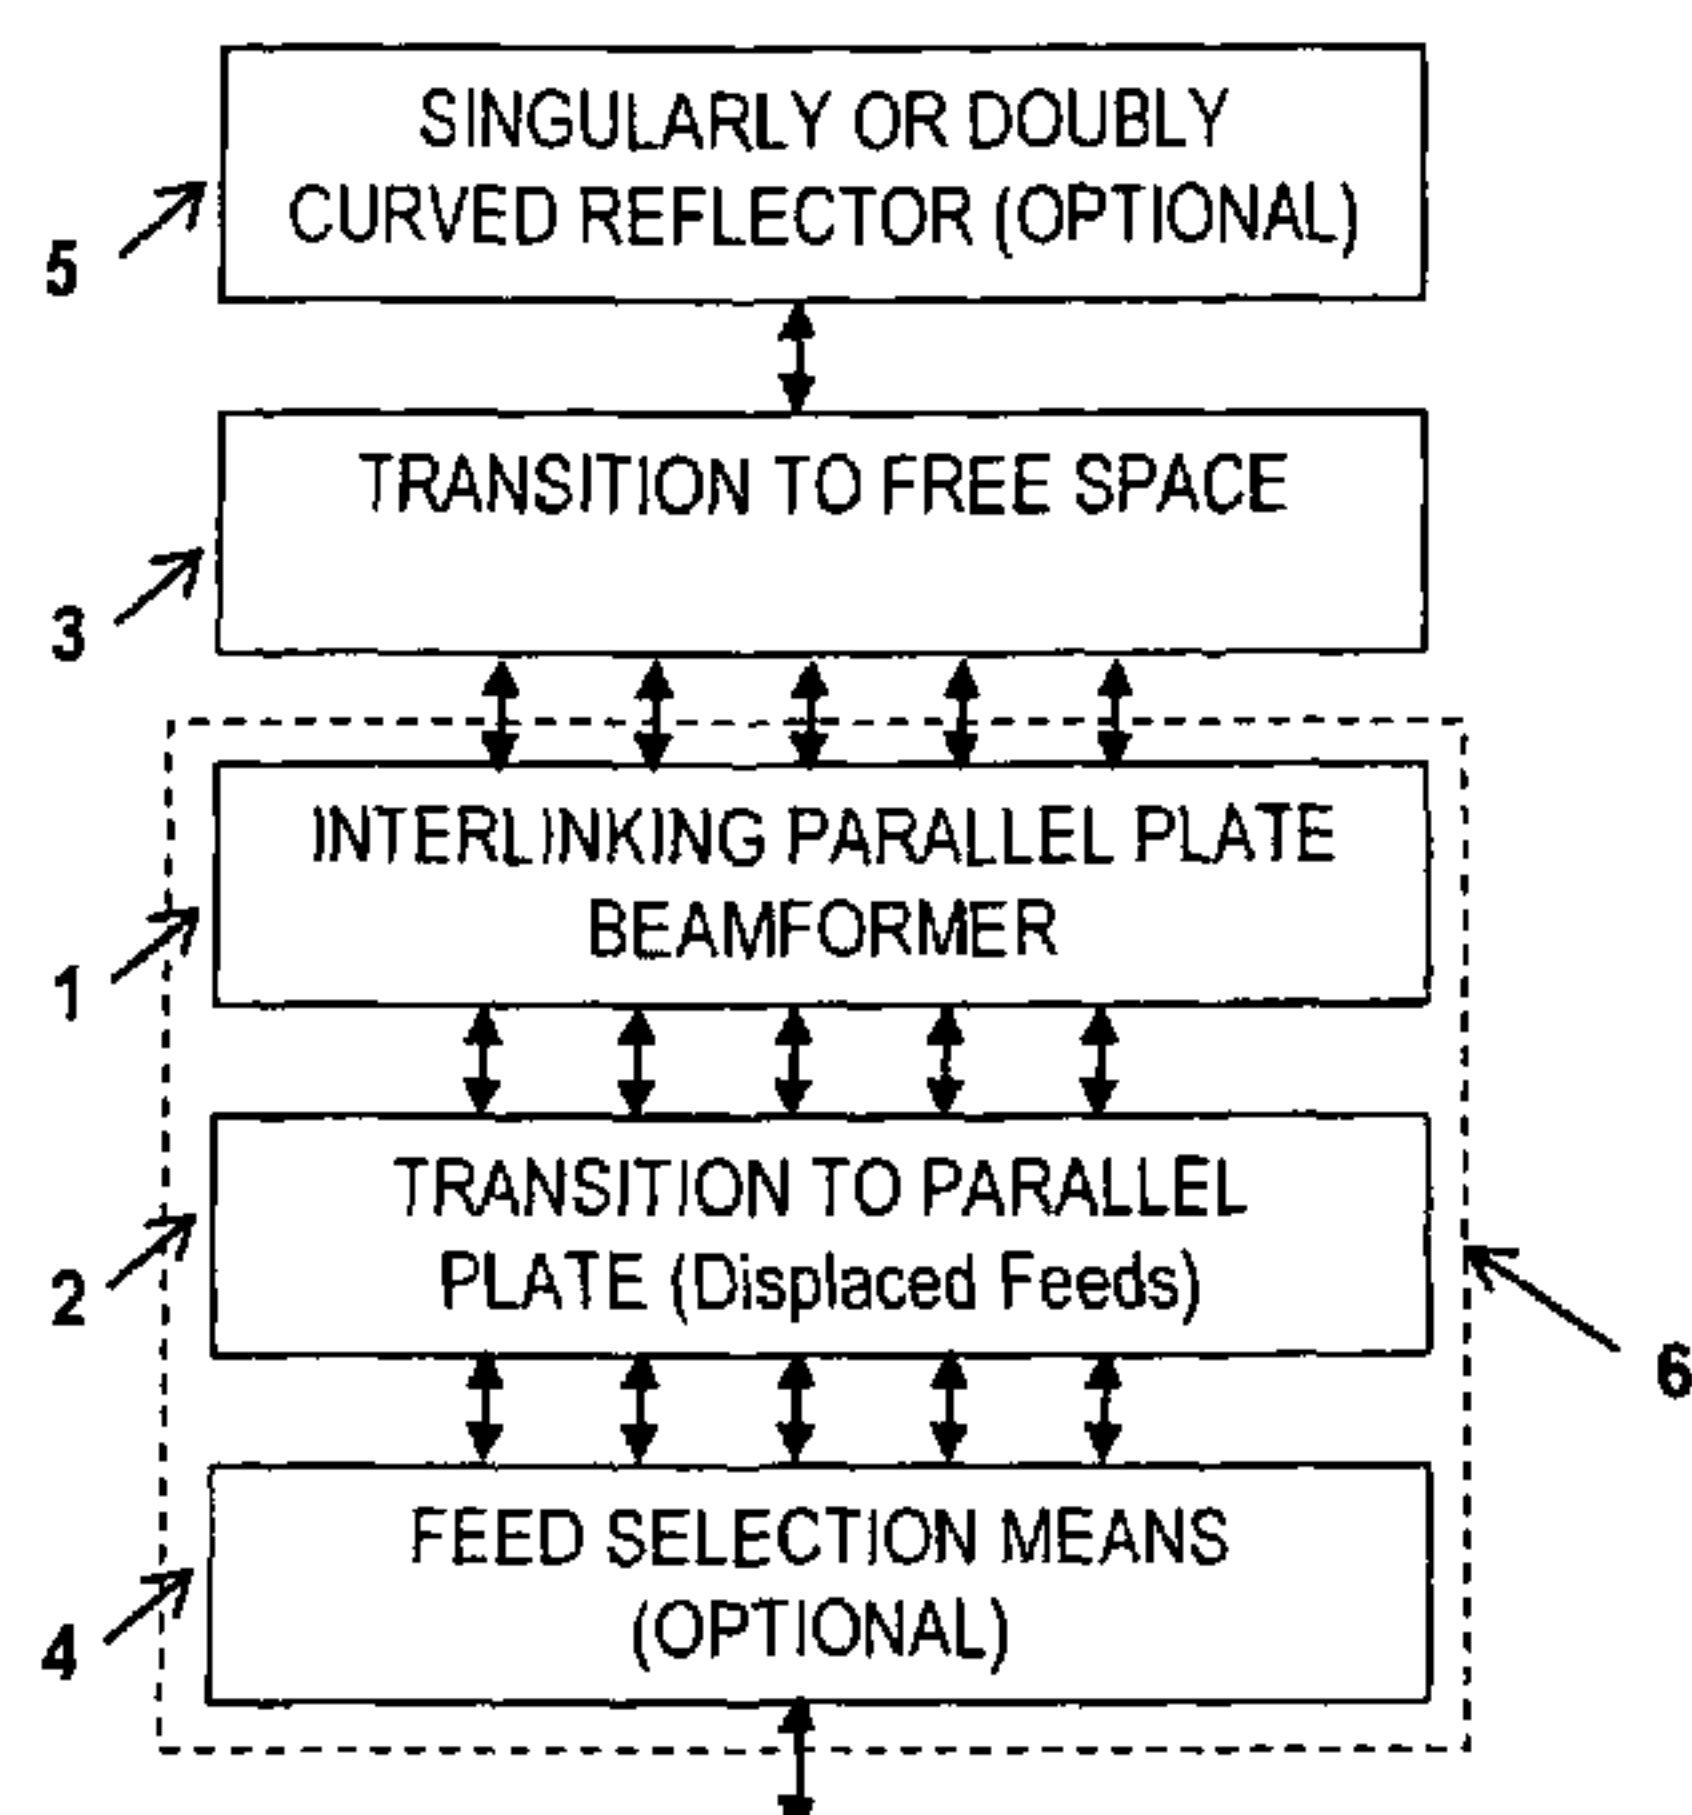 SINGULARLY OR DOUBLY
CURVED REFLECTOR (OPTIONAL)
5
TRANSITION TO FREE SPACE
3
INTERLINKING PARALLEL PLATE
BEAMFORMER
1
TRANSITION TO PARALLEL
PLATE (Displaced Feeds)
2
6
FEED SELECTION MEANS
(OPTIONAL)
4